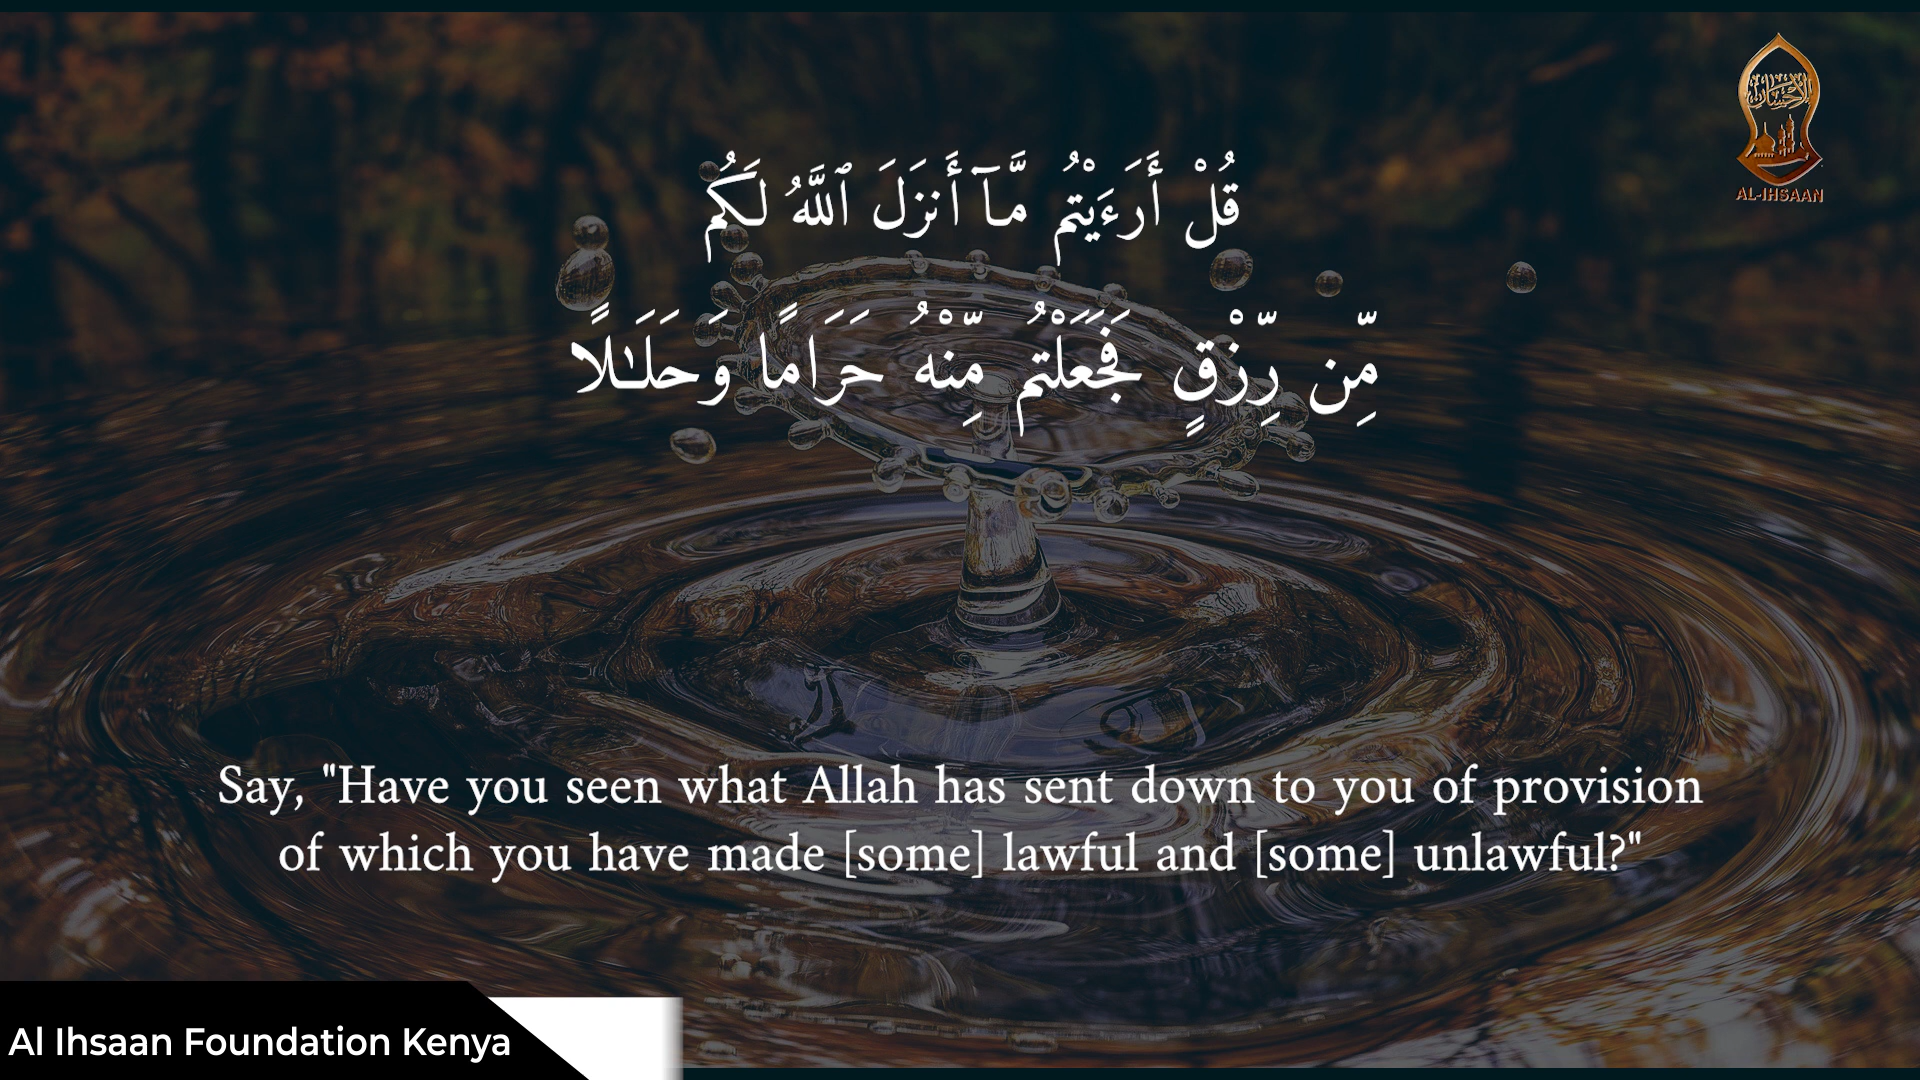 الإحسان
AL-IHSAAN
قُلْ أَرَءَيْتُم مَّآ أَنزَلَ ٱللَّهُ لَكُم
مِّن رِّزْقٍ فَجَعَلْتُم مِّنْهُ حَرَامًا وَحَلَـٰلًا
Say, "Have you seen what Allah has sent down to you of provision
of which you have made [some] lawful and [some] unlawful?"
Al Ihsaan Foundation Kenya